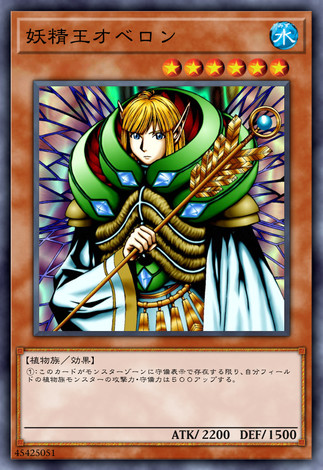 妖精王オベロン
水
【植物族／効果】
①：このカードがモンスターゾーンに守備表示で存在する限り、自分フィール
ドの植物族モンスターの攻撃力・守備力は５００アップする。
ATK/ 2200 DEF/1500
45425051